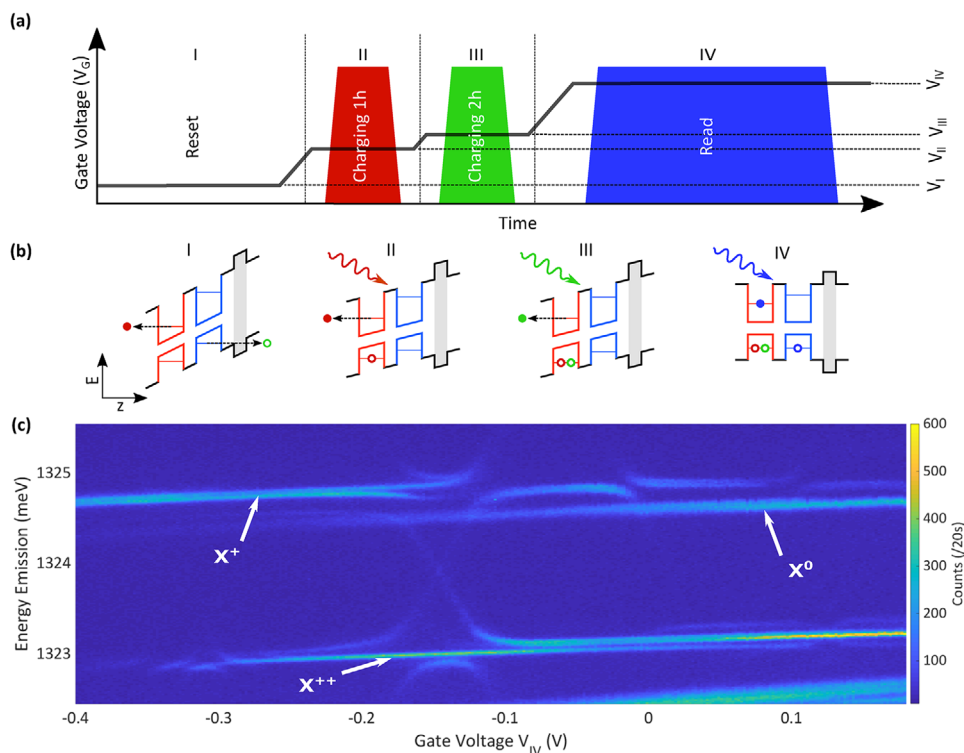 (a)
I II III IV
Gate Voltage (V_G)
Reset
Charging 1h
Charging 2h
Read
V_IV
V_III
V_II
V_I
Time
(b)
I II III IV
E
z
(c)
Energy Emission (meV)
1325
1324
1323
X⁺
X⁰
X⁺⁺
-0.4 -0.3 -0.2 -0.1 0 0.1
Gate Voltage V_IV (V)
600
500
400
300
200
100
Counts (/20s)